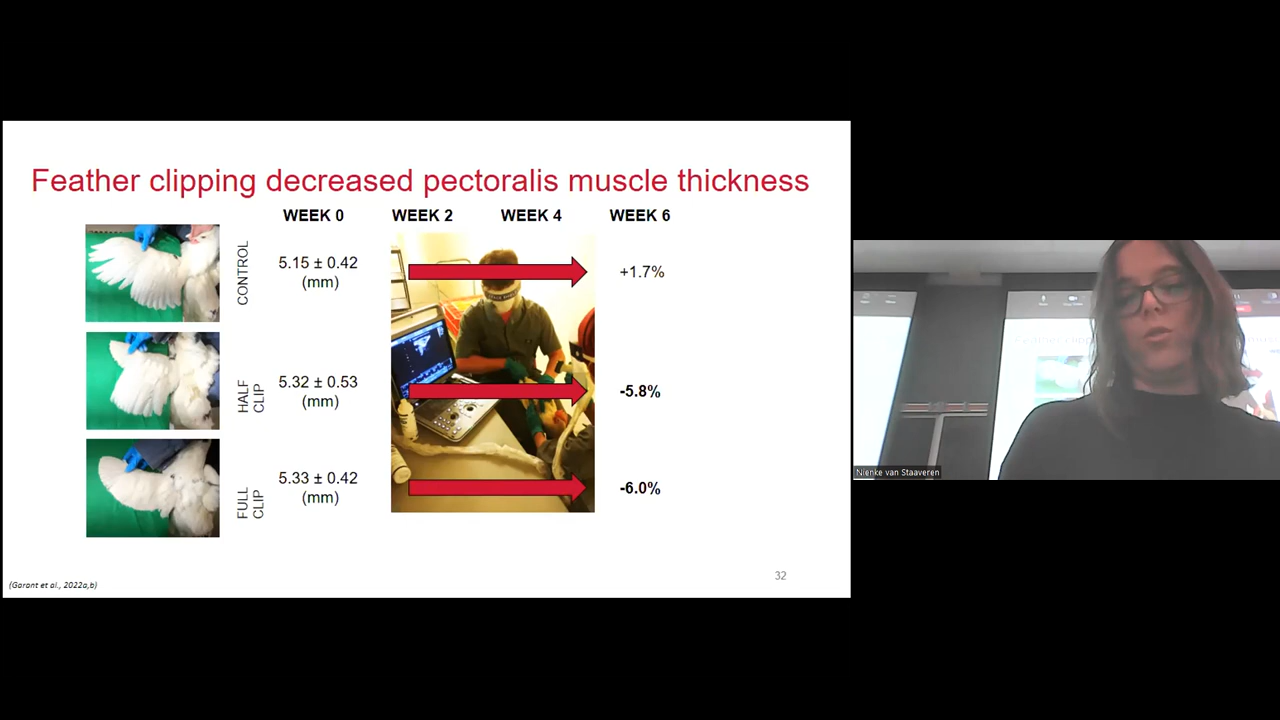 Feather clipping decreased pectoralis muscle thickness
WEEK 0 WEEK 2 WEEK 4 WEEK 6
CONTROL
5.15 ± 0.42
(mm)
+1.7%
HALF
CLIP
5.32 ± 0.53
(mm)
-5.8%
FULL
CLIP
5.33 ± 0.42
(mm)
-6.0%
(Garant et al., 2022a,b)
32
Nienke van Staaveren